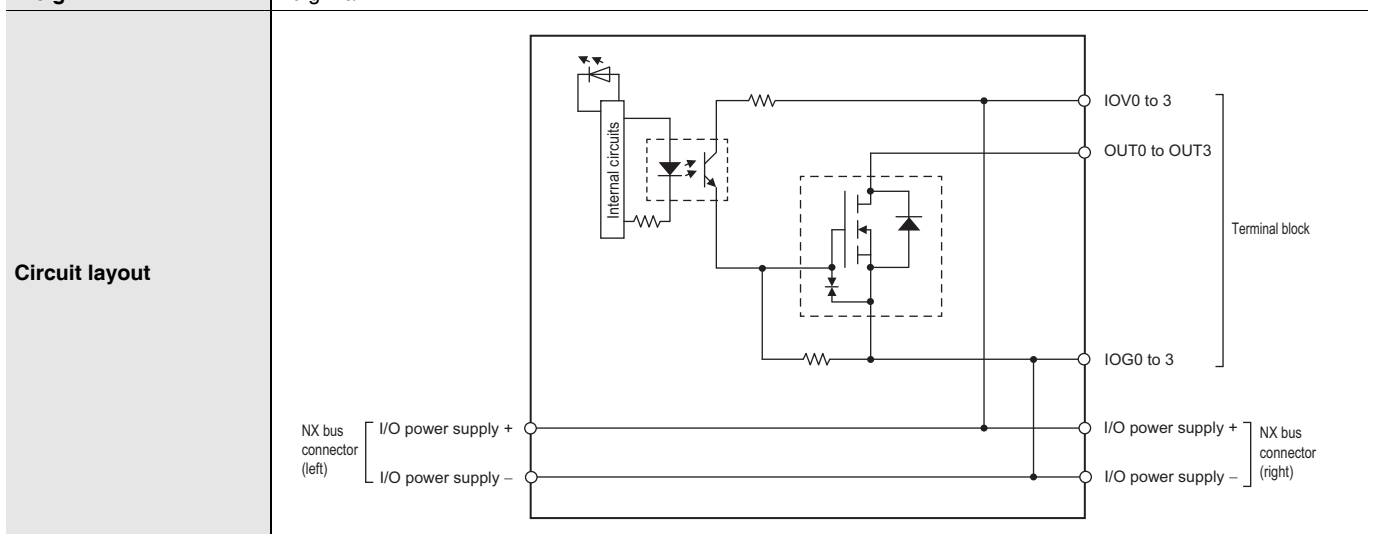 Circuit layout
Internal circuits
IOV0 to 3
OUT0 to OUT3
Terminal block
IOG0 to 3
NX bus
connector
(left)
I/O power supply +
I/O power supply –
I/O power supply +
I/O power supply –
NX bus
connector
(right)